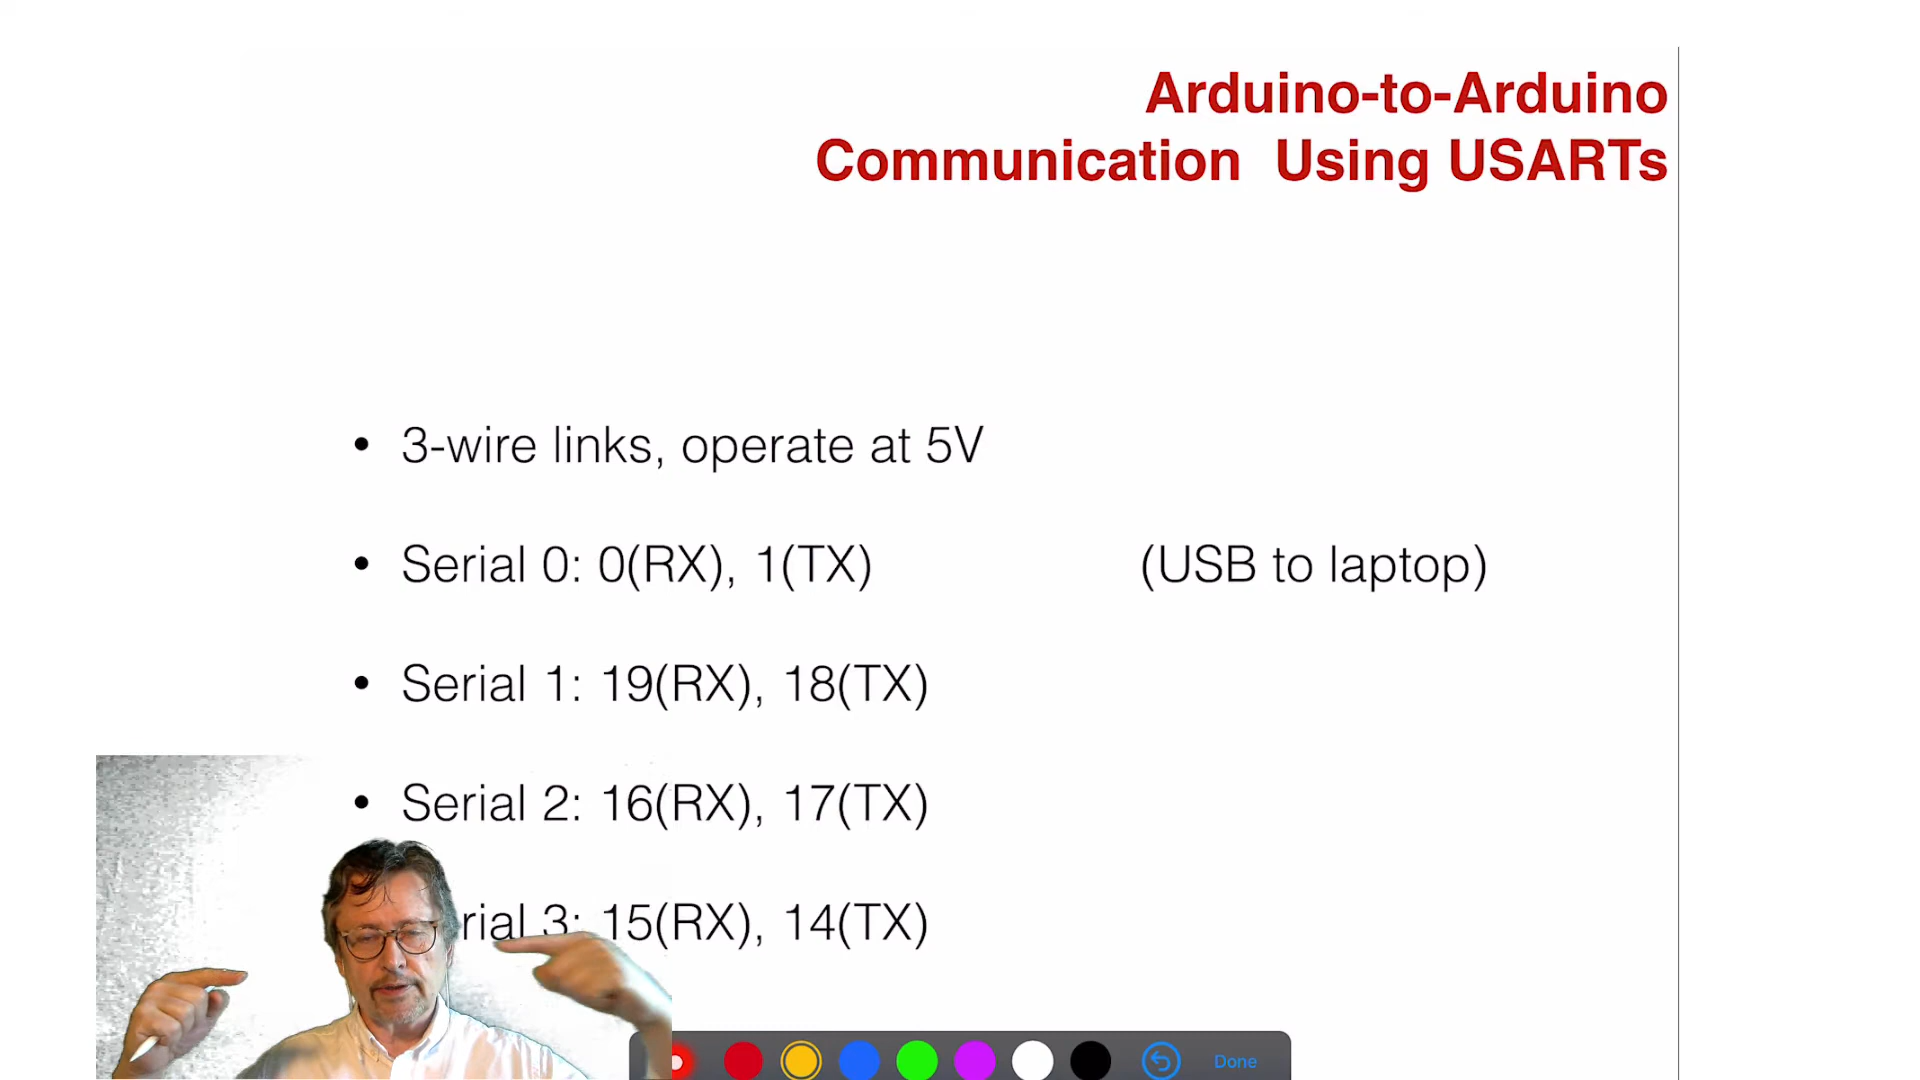 Arduino-to-Arduino
Communication Using USARTs
• 3-wire links, operate at 5V
• Serial 0: 0(RX), 1(TX) (USB to laptop)
• Serial 1: 19(RX), 18(TX)
• Serial 2: 16(RX), 17(TX)
rial 3: 15(RX), 14(TX)
Done